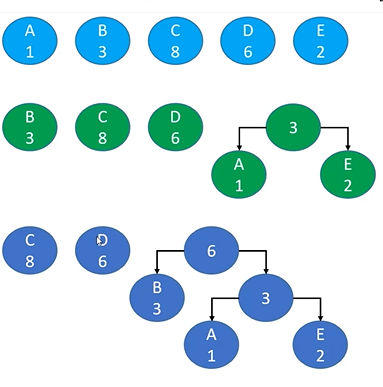 A B C D E
1 3 8 6 2
B C D 3
3 8 6
A E
1 2
C D 6
8 6
B 3
3
A E
1 2